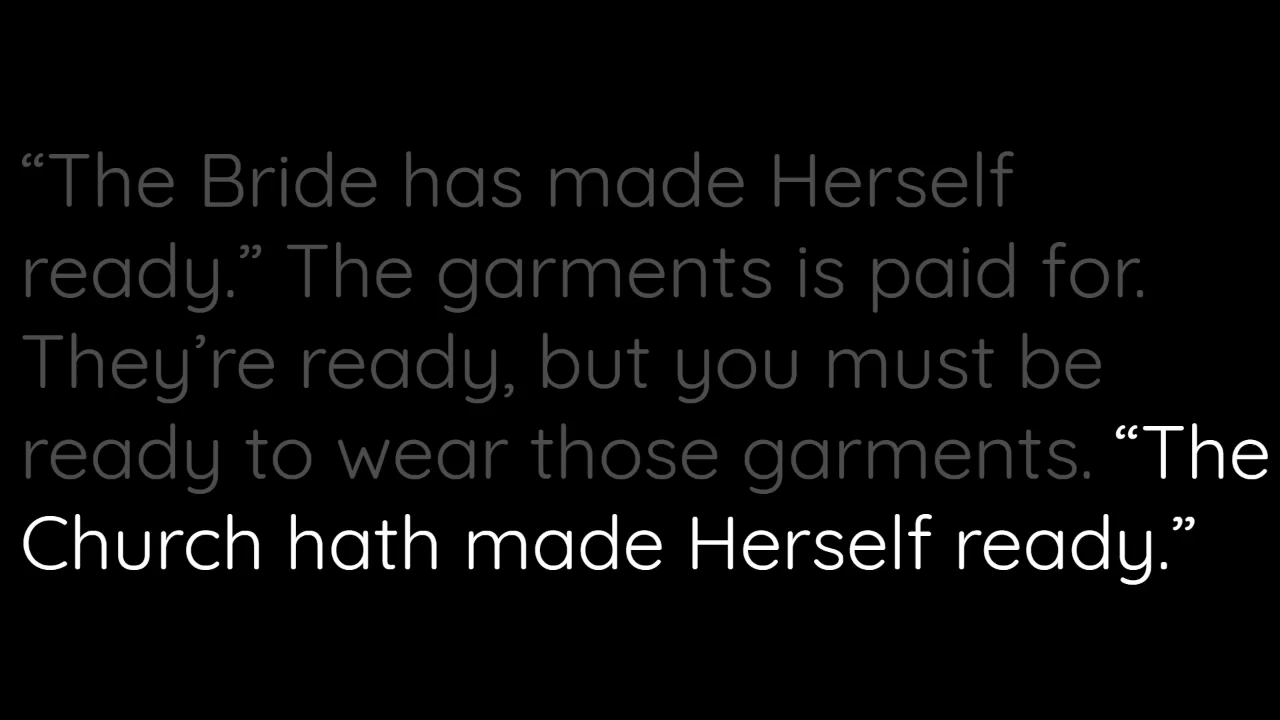 “The Bride has made Herself
ready.” The garments is paid for.
They’re ready, but you must be
ready to wear those garments. “The
Church hath made Herself ready.”